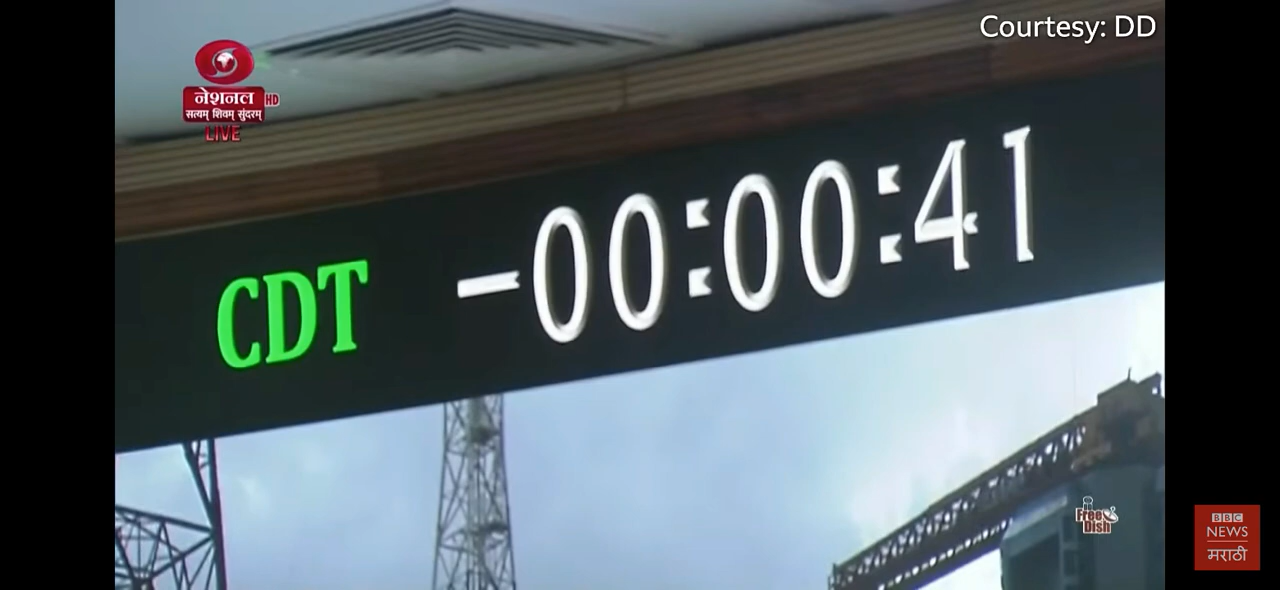 Courtesy: DD
नेशनल HD
सत्यम् शिवम् सुंदरम्
LIVE
CDT -00:00:41
Free
Dish
BBC
NEWS
मराठी